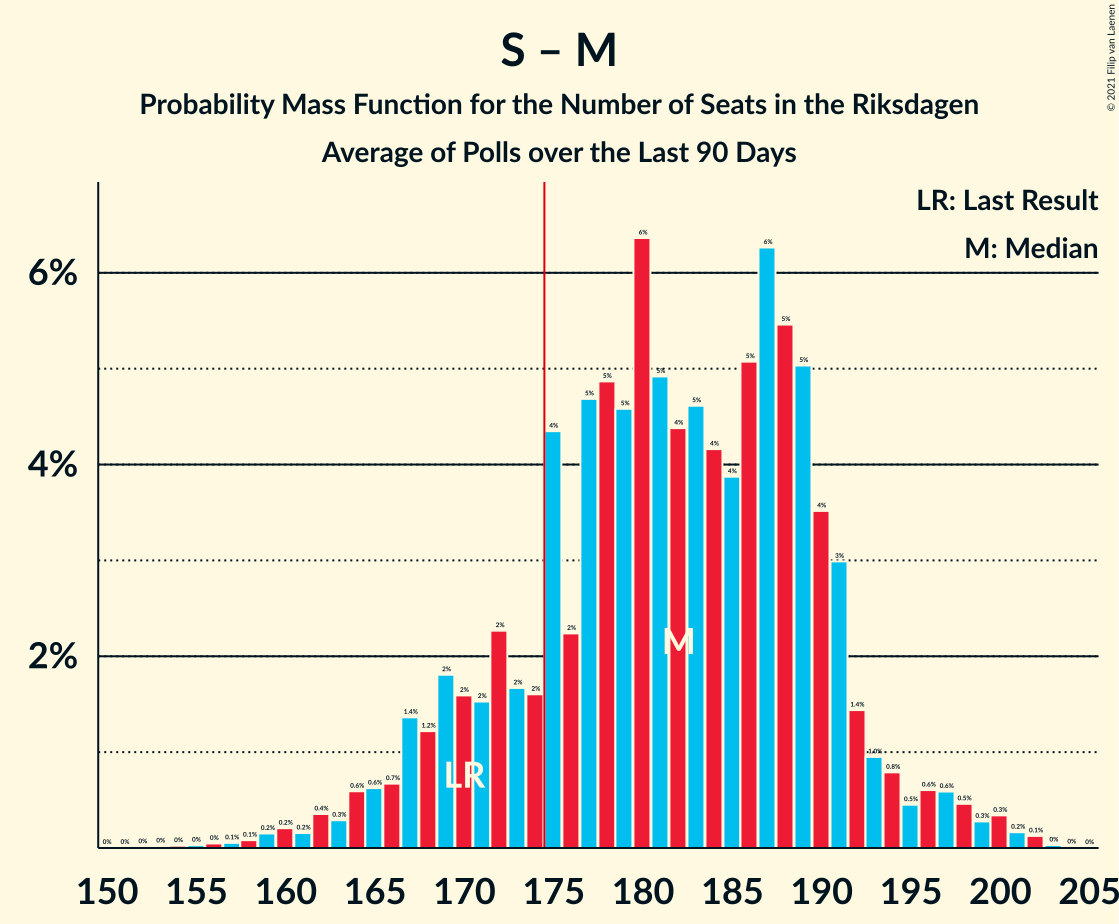 © 2021 Filip van Laenen
S – M
Probability Mass Function for the Number of Seats in the Riksdagen
Average of Polls over the Last 90 Days
LR: Last Result
M: Median
6%
4%
2%
0% 0% 0% 0% 0% 0% 0% 0.1% 0.1% 0.2% 0.2% 0.2% 0.4% 0.3% 0.6% 0.6% 0.7% 1.4% 1.2% 2% 2% 2% 2% 2% 2% 4% 2% 5% 5% 5% 6% 5% 4% 5% 4% 4% 5% 6% 5% 5% 4% 3% 1.4% 1.0% 0.8% 0.5% 0.6% 0.6% 0.5% 0.3% 0.3% 0.2% 0.1% 0% 0% 0%
M
LR
150 155 160 165 170 175 180 185 190 195 200 205